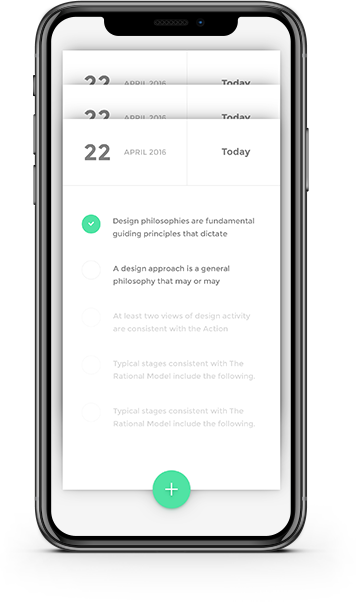 22 APRIL 2016 Today
22 APRIL 2016 Today
22 APRIL 2016 Today
Design philosophies are fundamental
guiding principles that dictate
A design approach is a general
philosophy that may or may
At least two views of design activity
are consistent with the Action
Typical stages consistent with The
Rational Model include the following.
Typical stages consistent with The
Rational Model include the following.